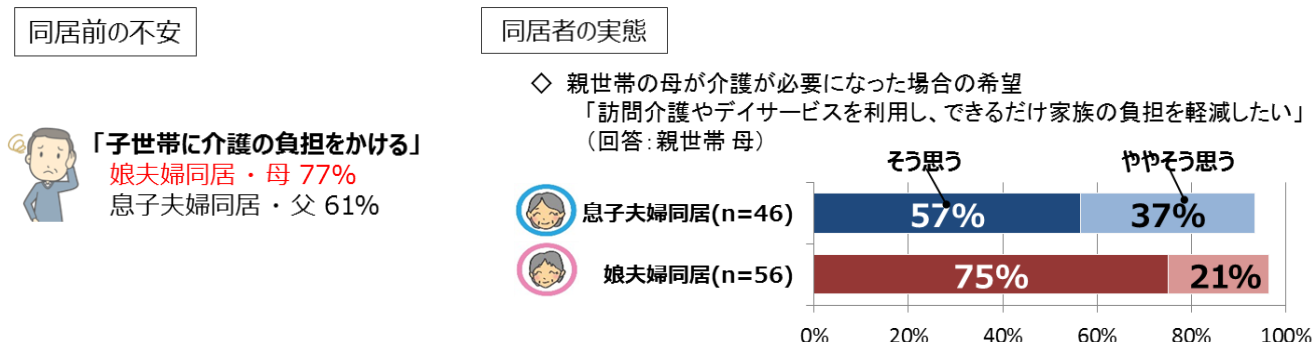 同居前の不安
「子世帯に介護の負担をかける」
娘夫婦同居・母 77%
息子夫婦同居・父 61%
同居者の実態
◇ 親世帯の母が介護が必要になった場合の希望
「訪問介護やデイサービスを利用し、できるだけ家族の負担を軽減したい」
(回答:親世帯 母)
そう思う ややそう思う
息子夫婦同居(n=46) 57% 37%
娘夫婦同居(n=56) 75% 21%
0% 20% 40% 60% 80% 100%